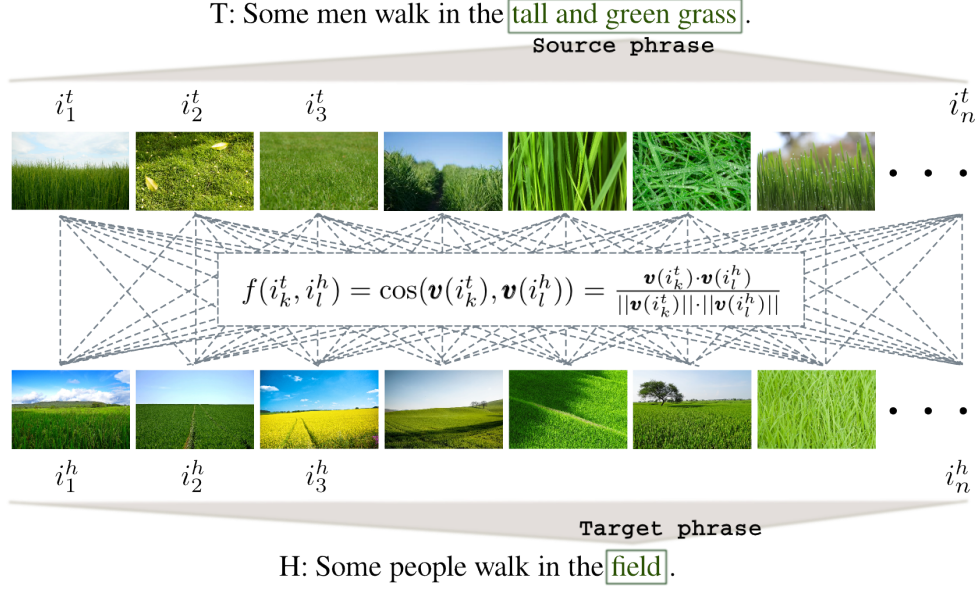 T: Some men walk in the tall and green grass.
Source phrase
i_1^t i_2^t i_3^t i_n^t
f(i_k^t, i_l^h) = cos(v(i_k^t), v(i_l^h)) = v(i_k^t)·v(i_l^h) / ||v(i_k^t)||·||v(i_l^h)||
i_1^h i_2^h i_3^h i_n^h
Target phrase
H: Some people walk in the field.